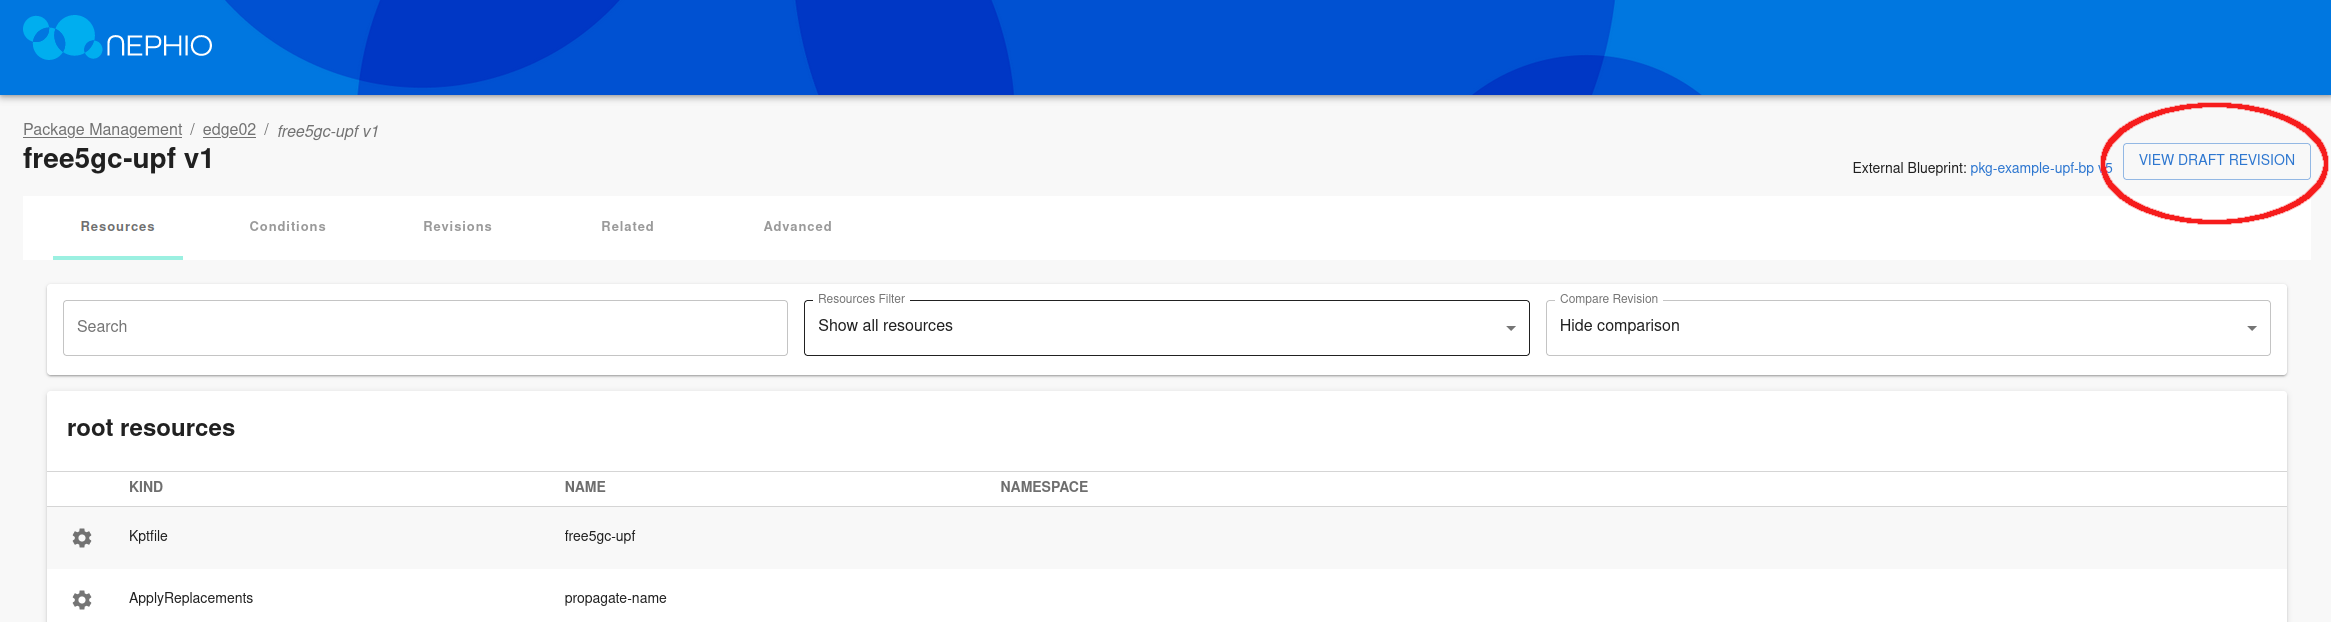 NEPHIO
Package Management / edge02 / free5gc-upf v1
free5gc-upf v1
External Blueprint: pkg-example-upf-bp v5
VIEW DRAFT REVISION
Resources Conditions Revisions Related Advanced
Search
Resources Filter
Show all resources
Compare Revision
Hide comparison
root resources
KIND NAME NAMESPACE
Kptfile free5gc-upf
ApplyReplacements propagate-name